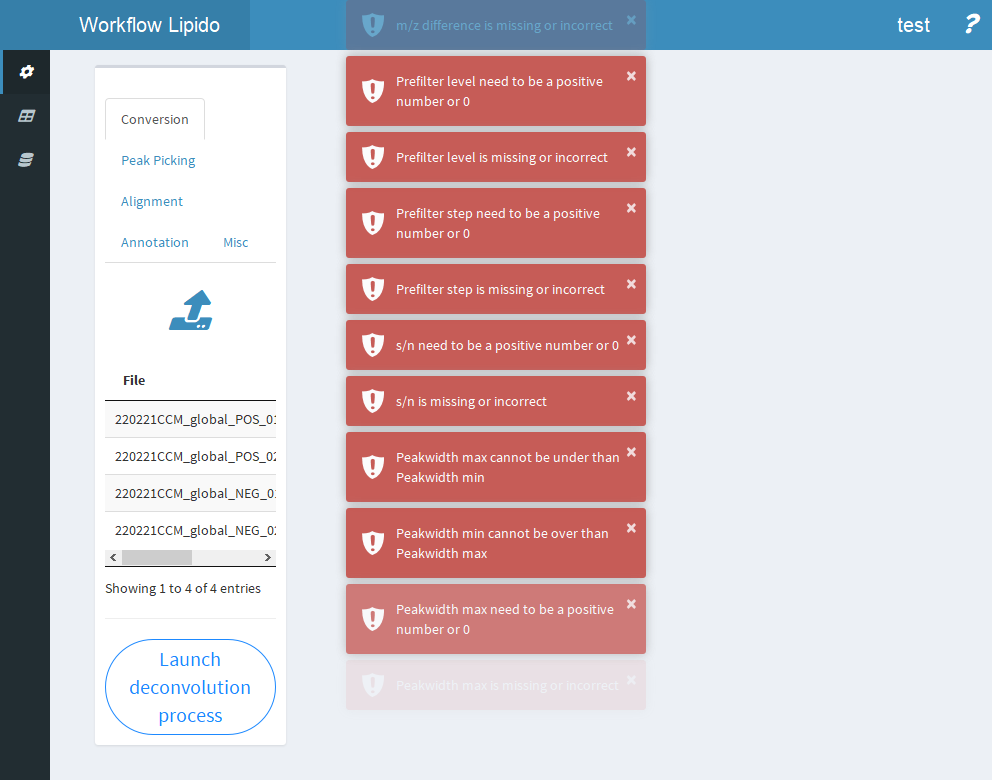 Workflow Lipido
test
?
Conversion
Peak Picking
Alignment
Annotation
Misc
File
220221CCM_global_POS_01
220221CCM_global_POS_02
220221CCM_global_NEG_0
220221CCM_global_NEG_02
Showing 1 to 4 of 4 entries
Launch
deconvolution
process
m/z difference is missing or incorrect
×
Prefilter level need to be a positive
number or 0
×
Prefilter level is missing or incorrect
×
Prefilter step need to be a positive
number or 0
×
Prefilter step is missing or incorrect
×
s/n need to be a positive number or 0
×
s/n is missing or incorrect
×
Peakwidth max cannot be under than
Peakwidth min
×
Peakwidth min cannot be over than
Peakwidth max
×
Peakwidth max need to be a positive
number or 0
×
Peakwidth max is missing or incorrect
×